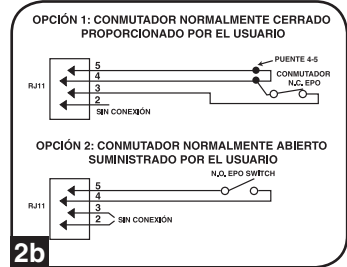 OPCIÓN 1: CONMUTADOR NORMALMENTE CERRADO
PROPORCIONADO POR EL USUARIO
PUENTE 4-5
5
4
CONMUTADOR
N.C. EPO
RJ11
3
2
SIN CONEXIÓN
OPCIÓN 2: CONMUTADOR NORMALMENTE ABIERTO
SUMINISTRADO POR EL USUARIO
N.O. EPO SWITCH
5
4
RJ11
3
2
SIN CONEXIÓN
2b